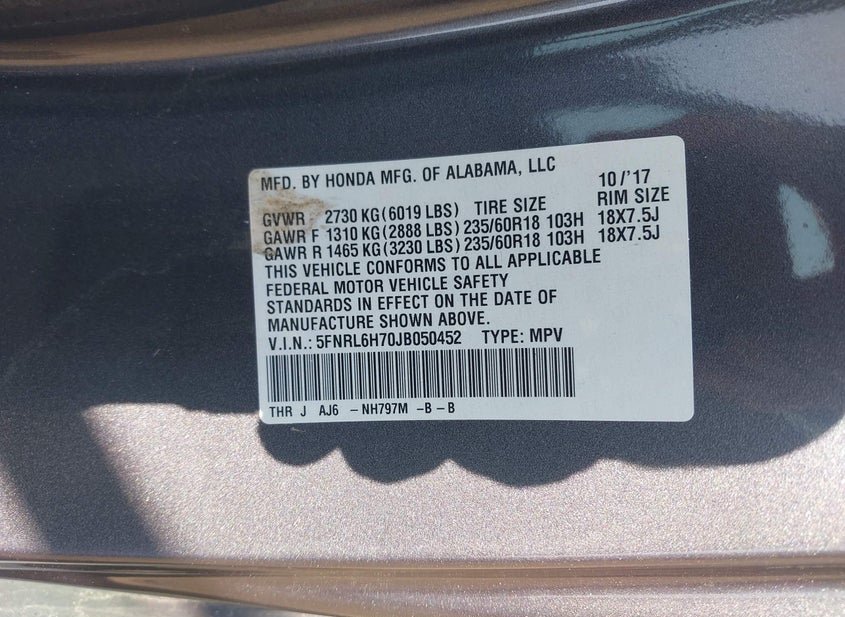 MFD. BY HONDA MFG. OF ALABAMA, LLC 10/'17
GVWR 2730 KG(6019 LBS) TIRE SIZE RIM SIZE
GAWR F 1310 KG(2888 LBS) 235/60R18 103H 18X7.5J
GAWR R 1465 KG(3230 LBS) 235/60R18 103H 18X7.5J
THIS VEHICLE CONFORMS TO ALL APPLICABLE
FEDERAL MOTOR VEHICLE SAFETY
STANDARDS IN EFFECT ON THE DATE OF
MANUFACTURE SHOWN ABOVE.
V.I.N.: 5FNRL6H70JB050452 TYPE: MPV
THR J AJ6 -NH797M -B-B